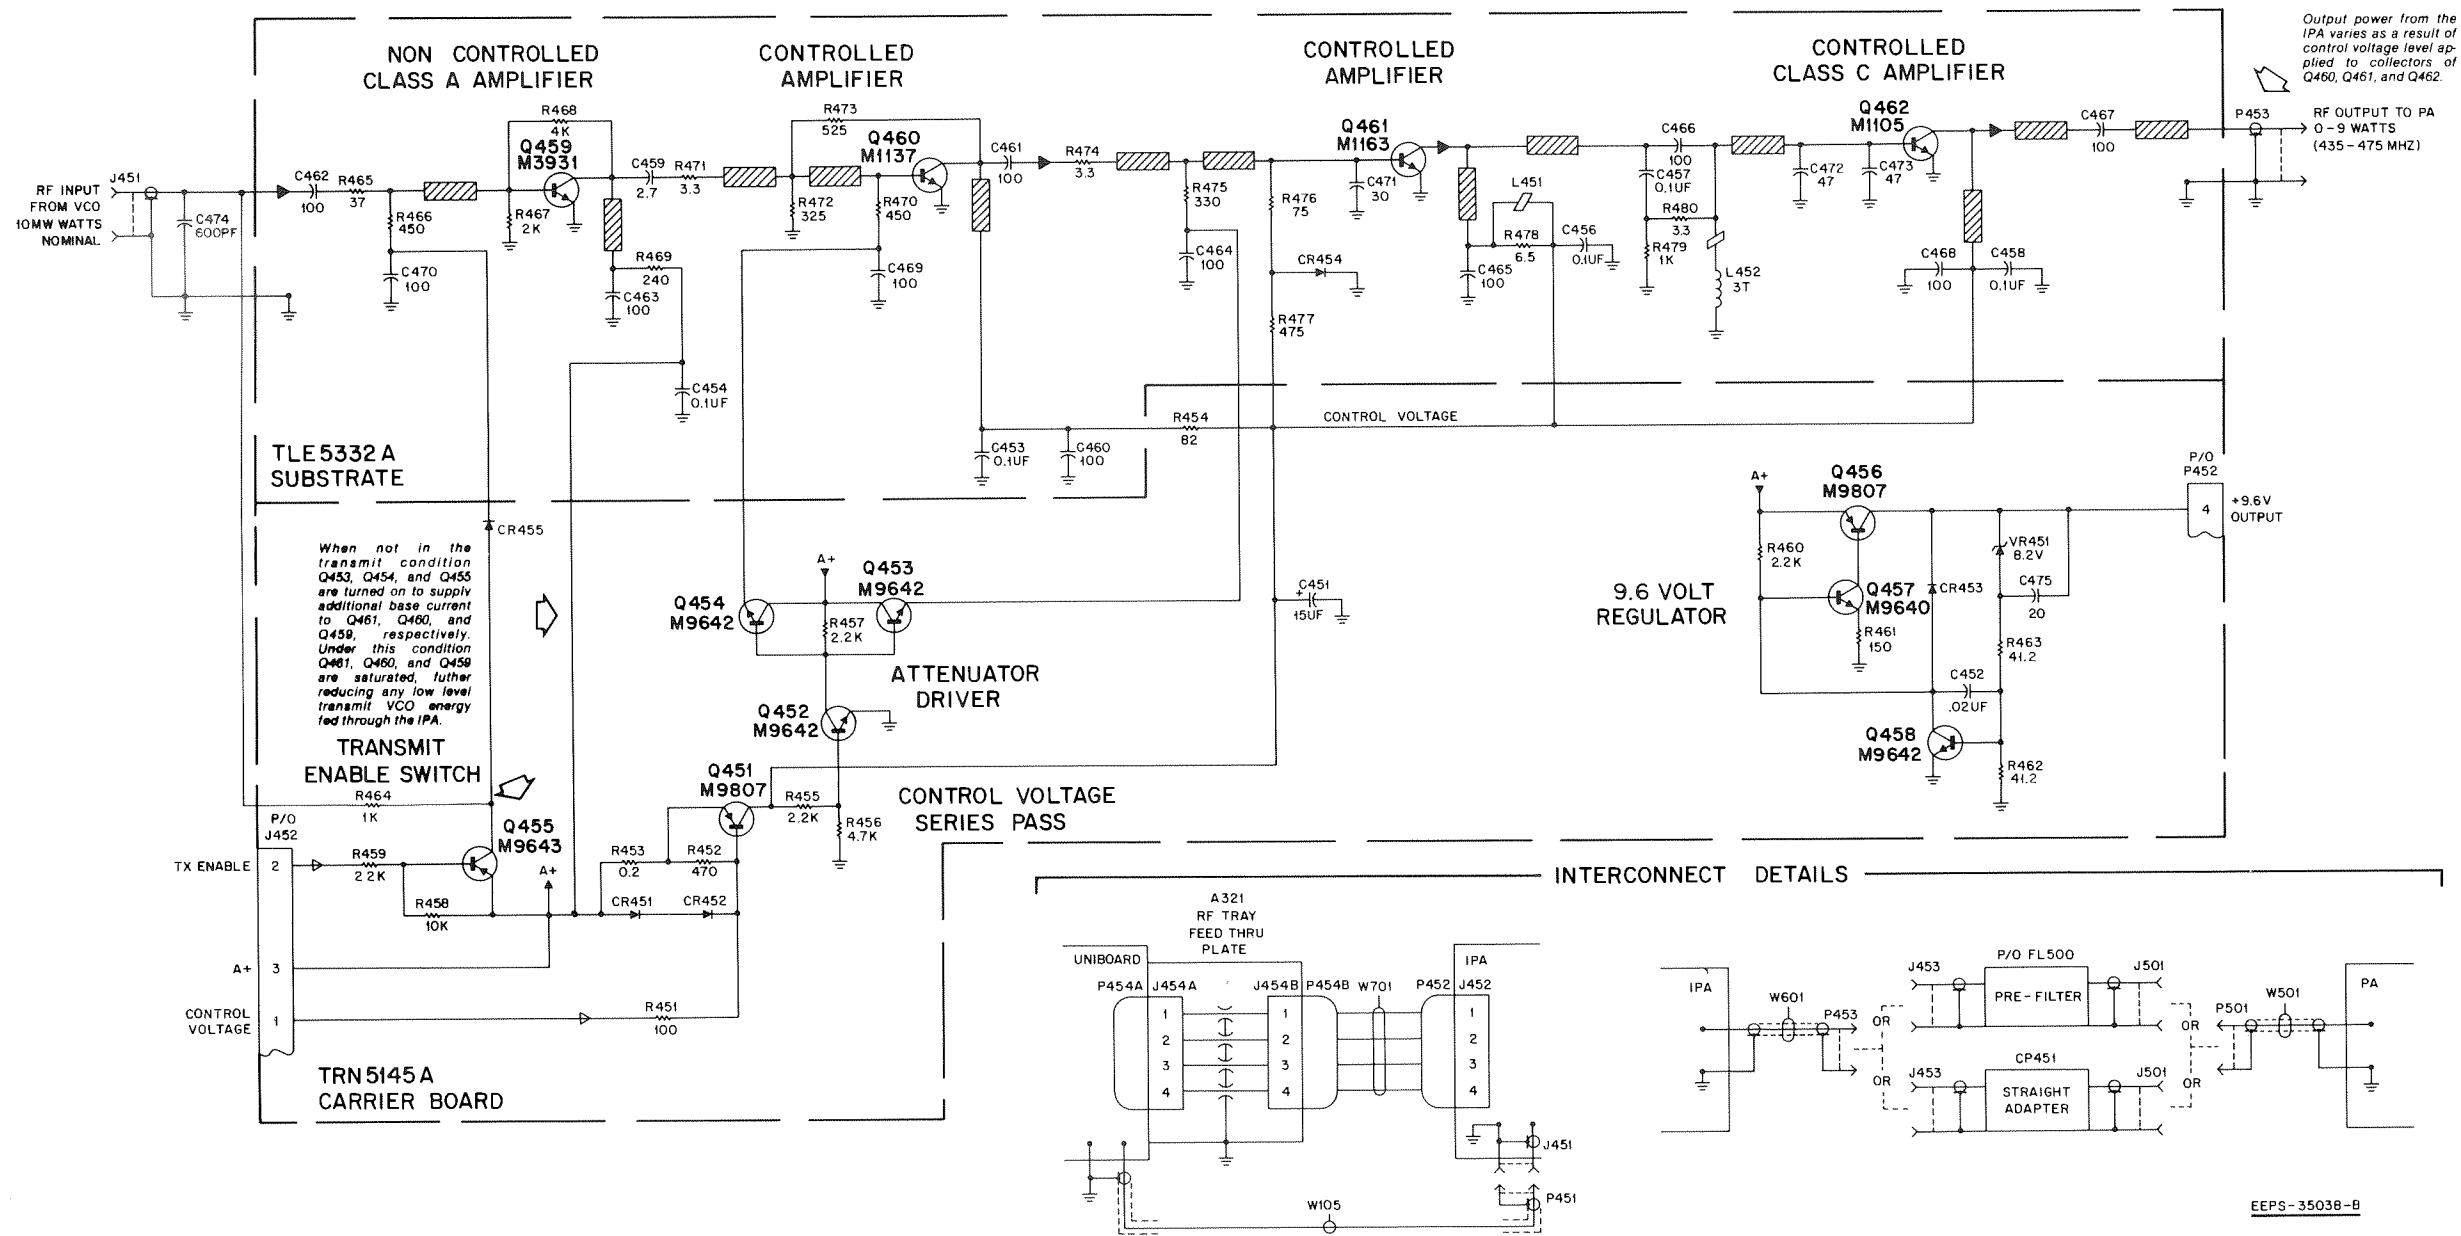 Output power from the
IPA varies as a result of
control voltage level ap-
plied to collectors of
Q460, Q461, and Q462.
NON CONTROLLED
CLASS A AMPLIFIER
CONTROLLED
AMPLIFIER
CONTROLLED
AMPLIFIER
CONTROLLED
CLASS C AMPLIFIER
J451
RF INPUT
FROM VCO
10MW WATTS
NOMINAL
C474
600PF
C462
100
R465
37
R466
450
C470
100
R468
4K
Q459
M3931
R467
2K
C459
2.7
R471
3.3
R469
240
C463
100
C454
0.1UF
R473
525
Q460
M1137
R472
325
R470
450
C469
100
C461
100
R474
3.3
R475
330
C464
100
R476
75
CR454
R477
475
Q461
M1163
C471
30
L451
R478
6.5
C465
100
C456
0.1UF
C466
100
C457
0.1UF
R480
3.3
R479
1K
L452
3T
C472
47
C473
47
Q462
M1105
C467
100
C468
100
C458
0.1UF
P453
RF OUTPUT TO PA
0-9 WATTS
(435-475 MHZ)
TLE5332A
SUBSTRATE
C453
0.1UF
C460
100
R454
82
CONTROL VOLTAGE
CR455
When not in the
transmit condition
Q453, Q454, and Q455
are turned on to supply
additional base current
to Q461, Q460, and
Q459, respectively.
Under this condition
Q461, Q460, and Q459
are saturated, futher
reducing any low level
transmit VCO energy
fed through the IPA.
TRANSMIT
ENABLE SWITCH
A+
Q454
M9642
Q453
M9642
R457
2.2K
ATTENUATOR
DRIVER
Q452
M9642
C451
+
15UF
9.6 VOLT
REGULATOR
A+
Q456
M9807
R460
2.2K
Q457
M9640
R461
150
CR453
VR451
8.2V
C475
20
R463
41.2
C452
.02UF
Q458
M9642
R462
41.2
P/O
P452
4
+9.6V
OUTPUT
R464
1K
P/O
J452
Q455
M9643
TX ENABLE
2
R459
2.2K
R458
10K
A+
Q451
M9807
R455
2.2K
R456
4.7K
R453
0.2
R452
470
CR451
CR452
CONTROL VOLTAGE
SERIES PASS
A+
3
CONTROL
VOLTAGE
1
R451
100
TRN5145A
CARRIER BOARD
INTERCONNECT DETAILS
A321
RF TRAY
FEED THRU
PLATE
UNIBOARD
IPA
P454A
J454A
J454B
P454B
W701
P452
J452
1
1
1
2
2
2
3
3
3
4
4
4
J451
P451
W105
IPA
W601
P453
OR
OR
P/O FL500
J453
J501
PRE-FILTER
CP451
J453
J501
STRAIGHT
ADAPTER
OR
OR
P501
W501
PA
EEPS-35038-B